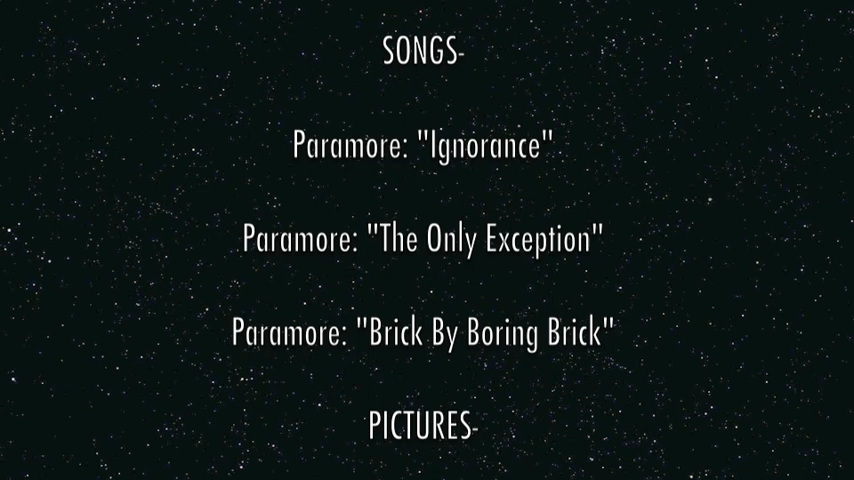 SONGS-
Paramore: "Ignorance"
Paramore: "The Only Exception"
Paramore: "Brick By Boring Brick"
PICTURES-